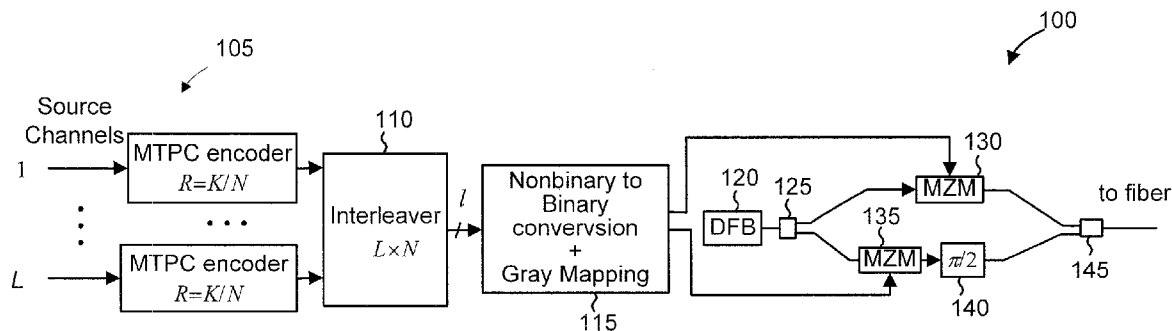 100
105
Source
Channels
110
MTPC encoder
R=K/N
1
Interleaver
L×N
l
Nonbinary to
Binary
convervsion
+
Gray Mapping
115
120
DFB
125
130
MZM
135
MZM
π/2
140
to fiber
145
L
MTPC encoder
R=K/N